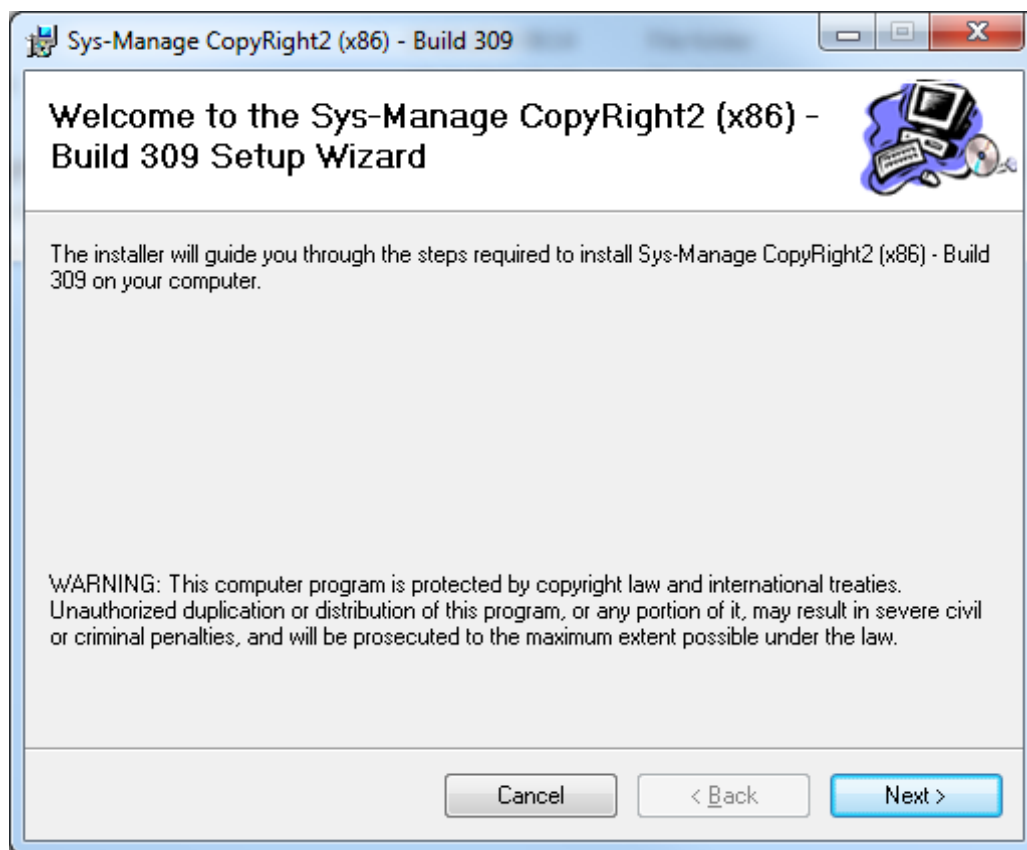 Sys-Manage CopyRight2 (x86) - Build 309
Welcome to the Sys-Manage CopyRight2 (x86) -
Build 309 Setup Wizard
The installer will guide you through the steps required to install Sys-Manage CopyRight2 (x86) - Build
309 on your computer.
WARNING: This computer program is protected by copyright law and international treaties.
Unauthorized duplication or distribution of this program, or any portion of it, may result in severe civil
or criminal penalties, and will be prosecuted to the maximum extent possible under the law.
Cancel < Back Next >